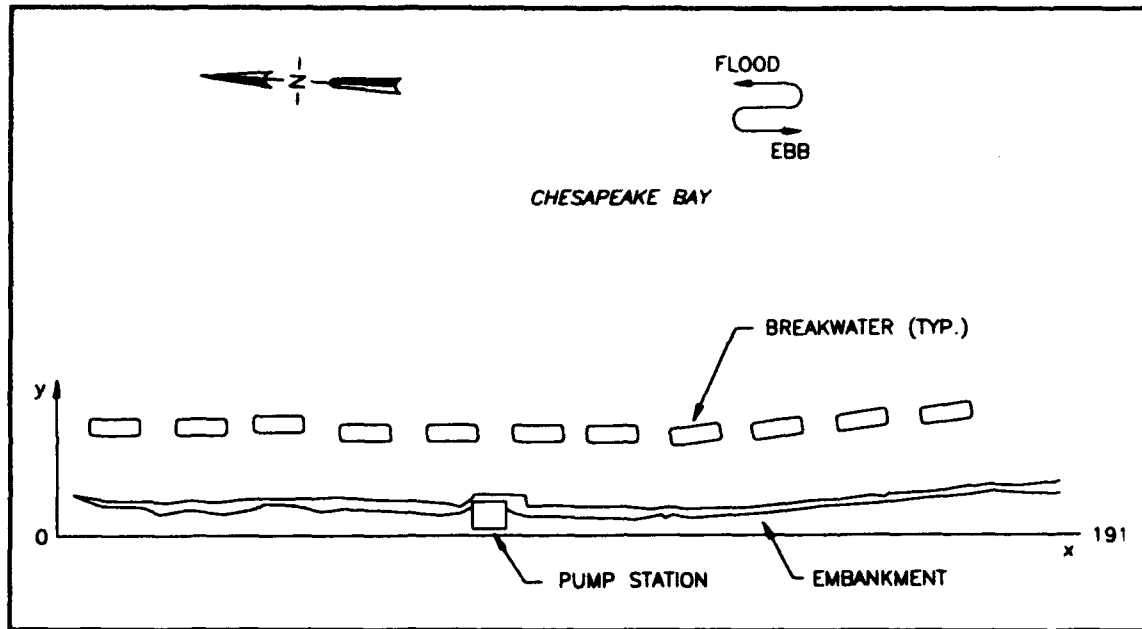 N
FLOOD
EBB
CHESAPEAKE BAY
BREAKWATER (TYP.)
y
0
x
191
PUMP STATION
EMBANKMENT